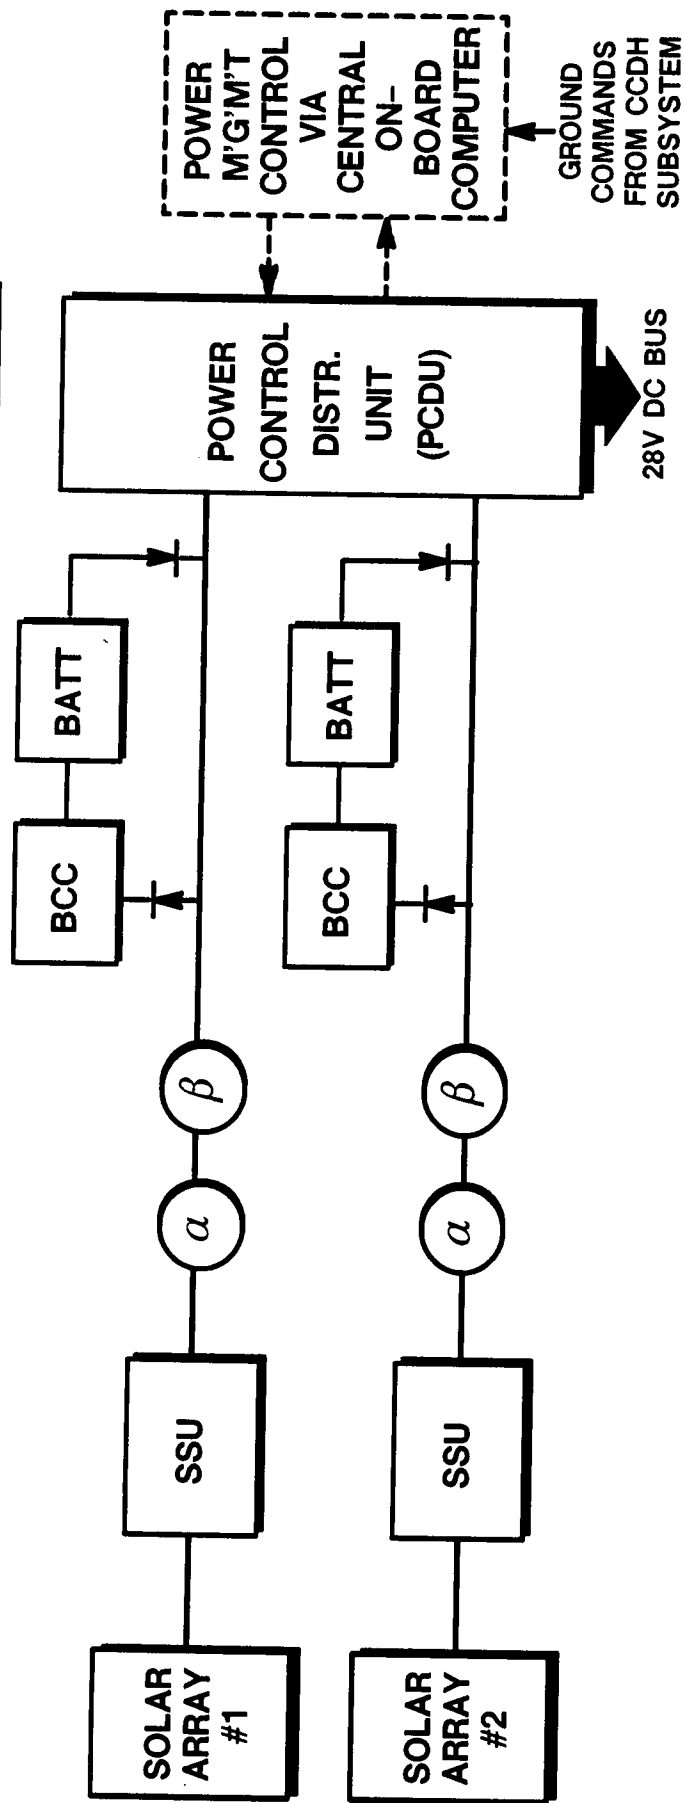 SOLAR
ARRAY
#1
SSU
α
β
BCC
BATT
POWER
CONTROL
DISTR.
UNIT
(PCDU)
POWER
M'G'M'T
CONTROL
VIA
CENTRAL
ON-
BOARD
COMPUTER
SOLAR
ARRAY
#2
SSU
α
β
BCC
BATT
28V DC BUS
GROUND
COMMANDS
FROM CCDH
SUBSYSTEM